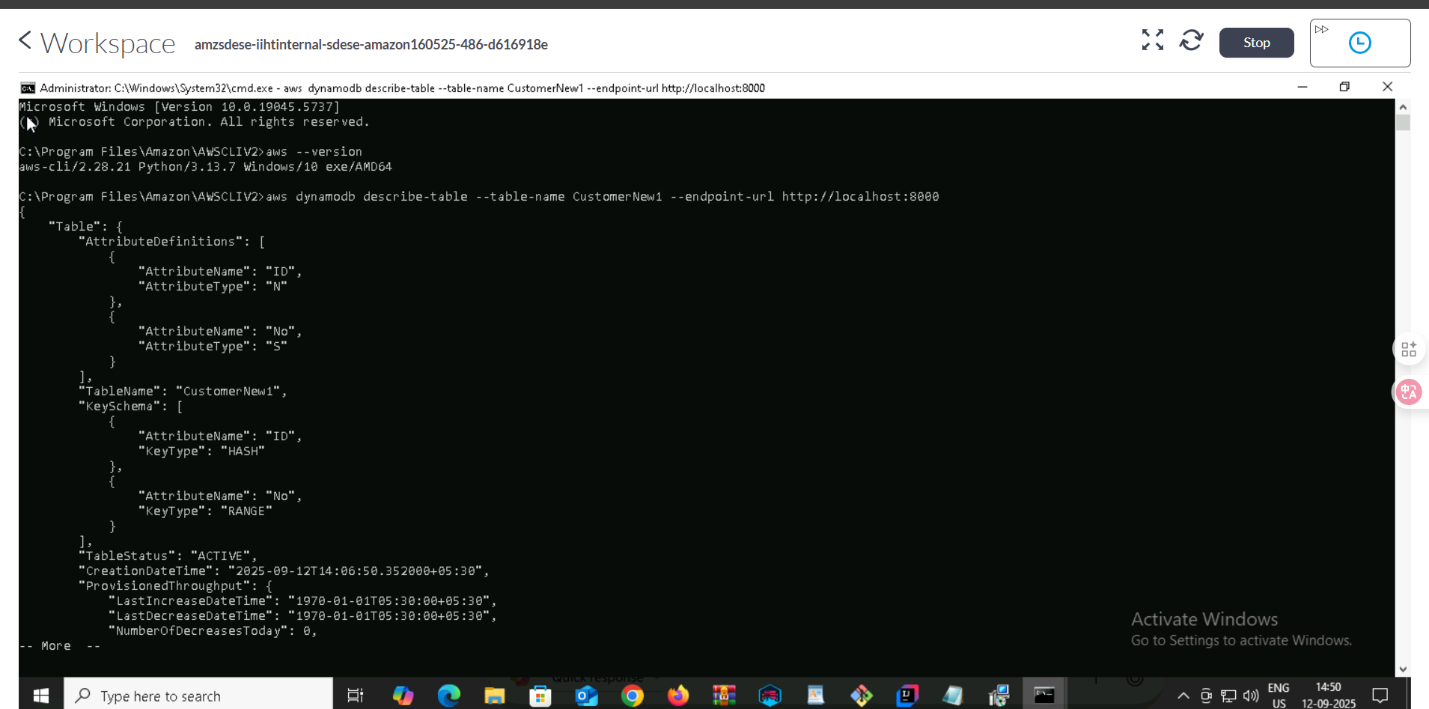 Workspace amzsdese-iihtinternal-sdese-amazon160525-486-d616918e
Stop
Administrator: C:\Windows\System32\cmd.exe - aws dynamodb describe-table --table-name CustomerNew1 --endpoint-url http://localhost:8000
Microsoft Windows [Version 10.0.19045.5737]
Microsoft Corporation. All rights reserved.
C:\Program Files\Amazon\AWSCLIV2>aws --version
aws-cli/2.28.21 Python/3.13.7 Windows/10 exe/AMD64
C:\Program Files\Amazon\AWSCLIV2>aws dynamodb describe-table --table-name CustomerNew1 --endpoint-url http://localhost:8000
{
"Table": {
"AttributeDefinitions": [
{
"AttributeName": "ID",
"AttributeType": "N"
},
{
"AttributeName": "No",
"AttributeType": "S"
}
],
"TableName": "CustomerNew1",
"KeySchema": [
{
"AttributeName": "ID",
"KeyType": "HASH"
},
{
"AttributeName": "No",
"KeyType": "RANGE"
}
],
"TableStatus": "ACTIVE",
"CreationDateTime": "2025-09-12T14:06:50.352000+05:30",
"ProvisionedThroughput": {
"LastIncreaseDateTime": "1970-01-01T05:30:00+05:30",
"LastDecreaseDateTime": "1970-01-01T05:30:00+05:30",
"NumberOfDecreasesToday": 0,
-- More --
Activate Windows
Go to Settings to activate Windows.
Quick response
Type here to search
ENG
US
14:50
12-09-2025